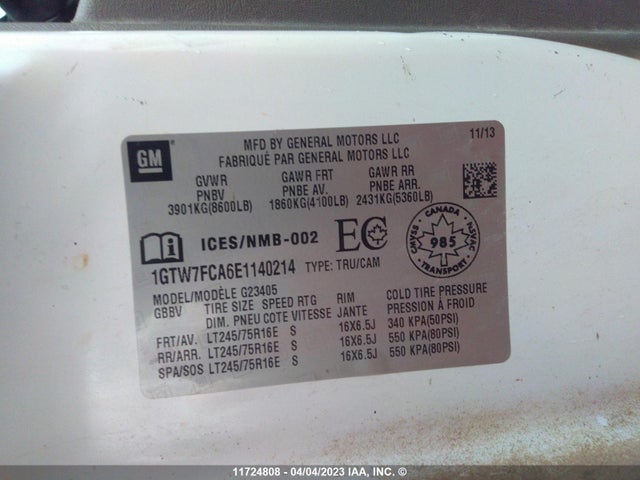 GM
MFD BY GENERAL MOTORS LLC
11/13
FABRIQUÉ PAR GENERAL MOTORS LLC
GVWR GAWR FRT GAWR RR
PNBV PNBE AV. PNBE ARR.
3901KG(8600LB) 1860KG(4100LB) 2431KG(5360LB)
ICES/NMB-002 EC
CANADA
CMVSS 985 NSVAC
TRANSPORT
1GTW7FCA6E1140214 TYPE: TRU/CAM
MODEL/MODÈLE G23405
GBBV TIRE SIZE SPEED RTG RIM COLD TIRE PRESSURE
DIM. PNEU COTE VITESSE JANTE PRESSION À FROID
FRT/AV. LT245/75R16E S 16X6.5J 340 KPA(50PSI)
RR/ARR. LT245/75R16E S 16X6.5J 550 KPA(80PSI)
SPA/SOS LT245/75R16E S 16X6.5J 550 KPA(80PSI)
11724808 - 04/04/2023 IAA, INC. ©